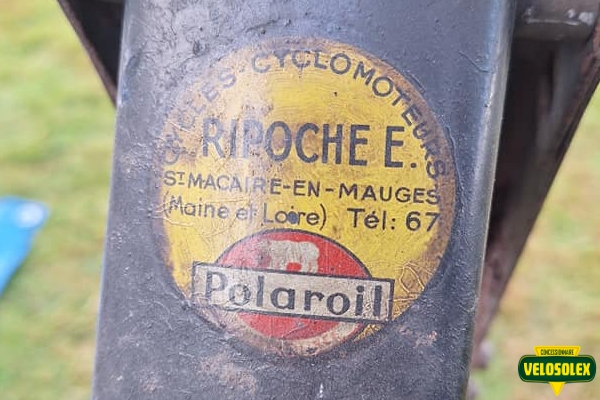 CYCLES-CYCLOMOTEURS
RIPOCHE E.
ST MACAIRE-EN-MAUGES
(Maine et Loire) Tél: 67
Polaroil
CONCESSIONNAIRE
VELOSOLEX